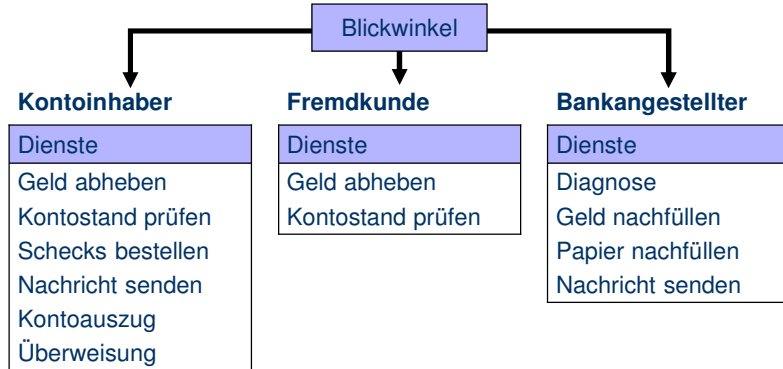 Blickwinkel
Kontoinhaber
Dienste
Geld abheben
Kontostand prüfen
Schecks bestellen
Nachricht senden
Kontoauszug
Überweisung
Fremdkunde
Dienste
Geld abheben
Kontostand prüfen
Bankangestellter
Dienste
Diagnose
Geld nachfüllen
Papier nachfüllen
Nachricht senden